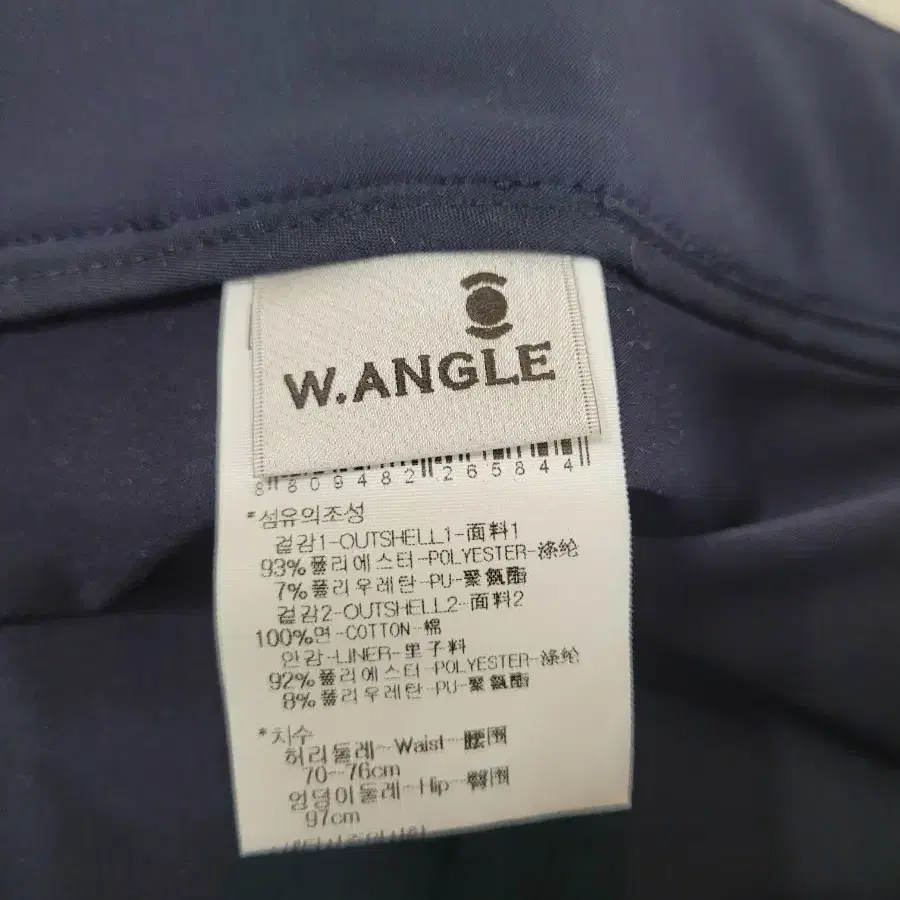 W.ANGLE
8 809482 265844
*섬유의조성
겉감1-OUTSHELL1-面料1
93%폴리에스터-POLYESTER-涤纶
7%폴리우레탄-PU-聚氨酯
겉감2-OUTSHELL2-面料2
100%면-COTTON-棉
안감-LINER-里子料
92%폴리에스터-POLYESTER-涤纶
8%폴리우레탄-PU-聚氨酯
*치수
허리둘레-Waist-腰围
70-76cm
엉덩이둘레-Hip-臀围
97cm